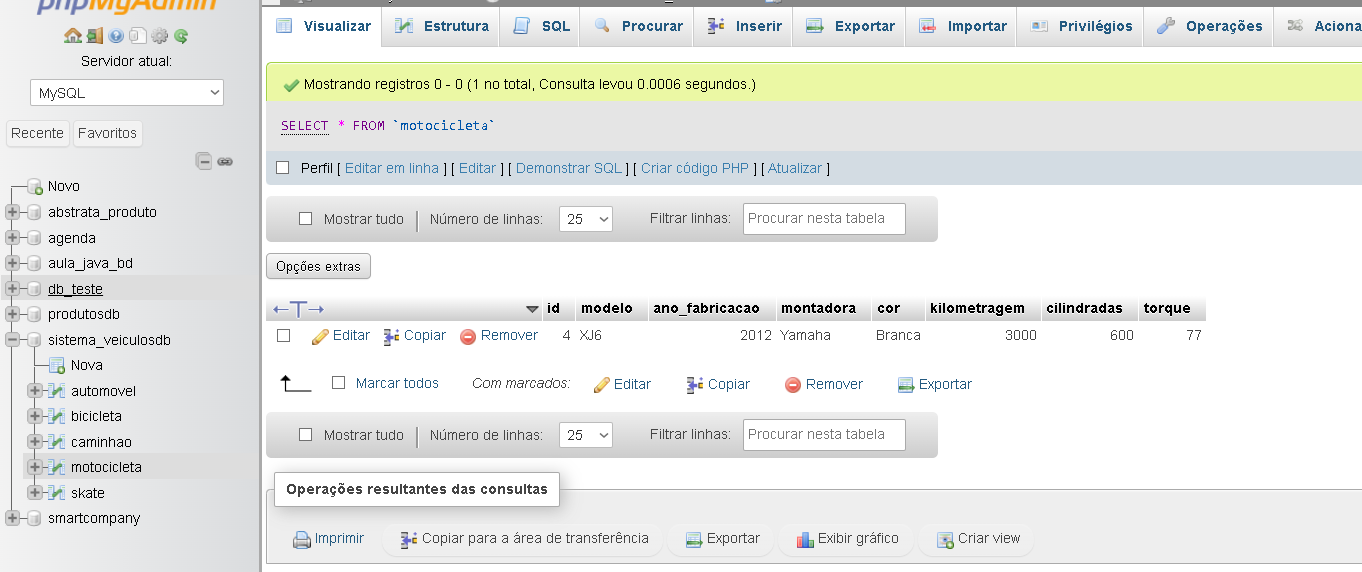 phpMyAdmin
Servidor atual:
MySQL
Recente Favoritos
Novo
abstrata_produto
agenda
aula_java_bd
db_teste
produtosdb
sistema_veiculosdb
Nova
automovel
bicicleta
caminhao
motocicleta
skate
smartcompany
Visualizar Estrutura SQL Procurar Inserir Exportar Importar Privilégios Operações Aciona
Mostrando registros 0 - 0 (1 no total, Consulta levou 0.0006 segundos.)
SELECT * FROM `motocicleta`
Perfil [ Editar em linha ] [ Editar ] [ Demonstrar SQL ] [ Criar código PHP ] [ Atualizar ]
Mostrar tudo Número de linhas: 25 Filtrar linhas: Procurar nesta tabela
Opções extras
id modelo ano_fabricacao montadora cor kilometragem cilindradas torque
Editar Copiar Remover 4 XJ6 2012 Yamaha Branca 3000 600 77
Marcar todos Com marcados: Editar Copiar Remover Exportar
Mostrar tudo Número de linhas: 25 Filtrar linhas: Procurar nesta tabela
Operações resultantes das consultas
Imprimir Copiar para a área de transferência Exportar Exibir gráfico Criar view